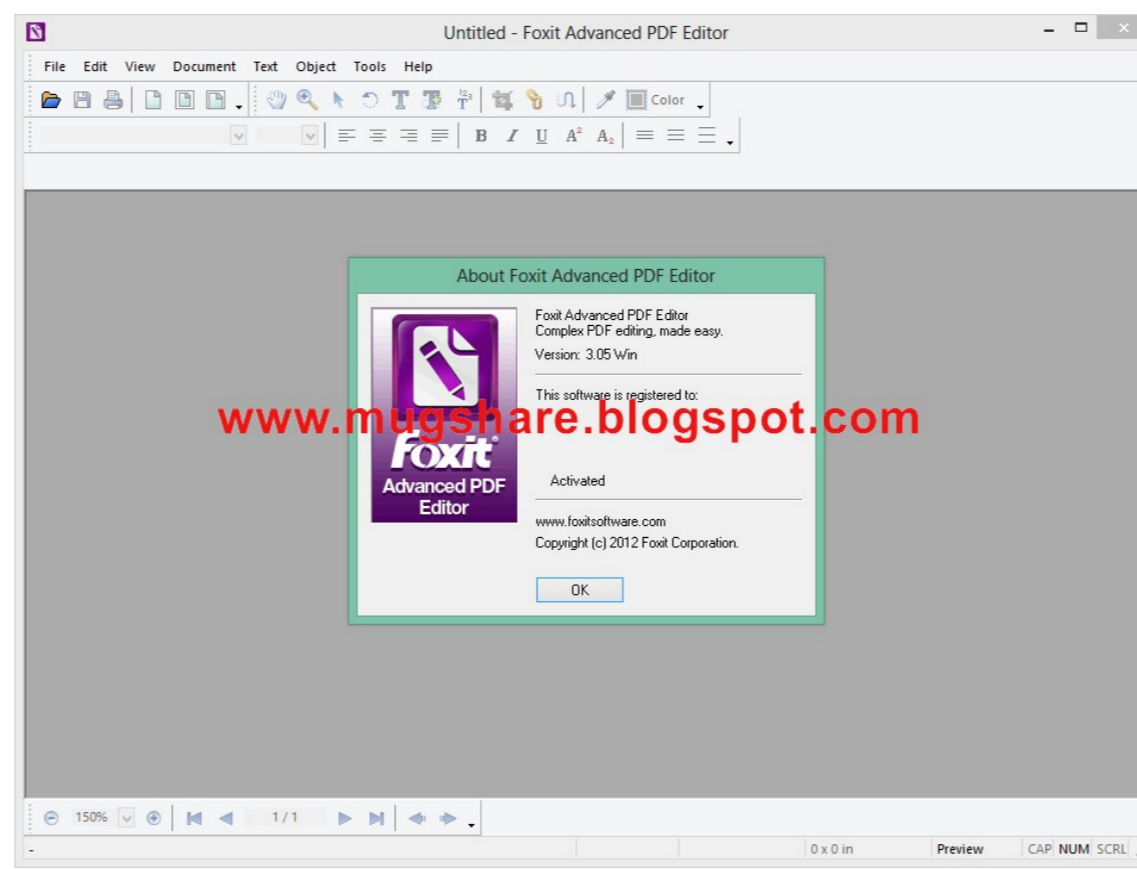 Untitled - Foxit Advanced PDF Editor
File Edit View Document Text Object Tools Help
Color
B I U A² A₂
About Foxit Advanced PDF Editor
Foxit Advanced PDF Editor
Complex PDF editing, made easy.
Version: 3.05 Win
This software is registered to:
www.mugshare.blogspot.com
foxit
Advanced PDF
Editor
Activated
www.foxitsoftware.com
Copyright (c) 2012 Foxit Corporation.
OK
150% 1 / 1
- 0 x 0 in Preview CAP NUM SCRL